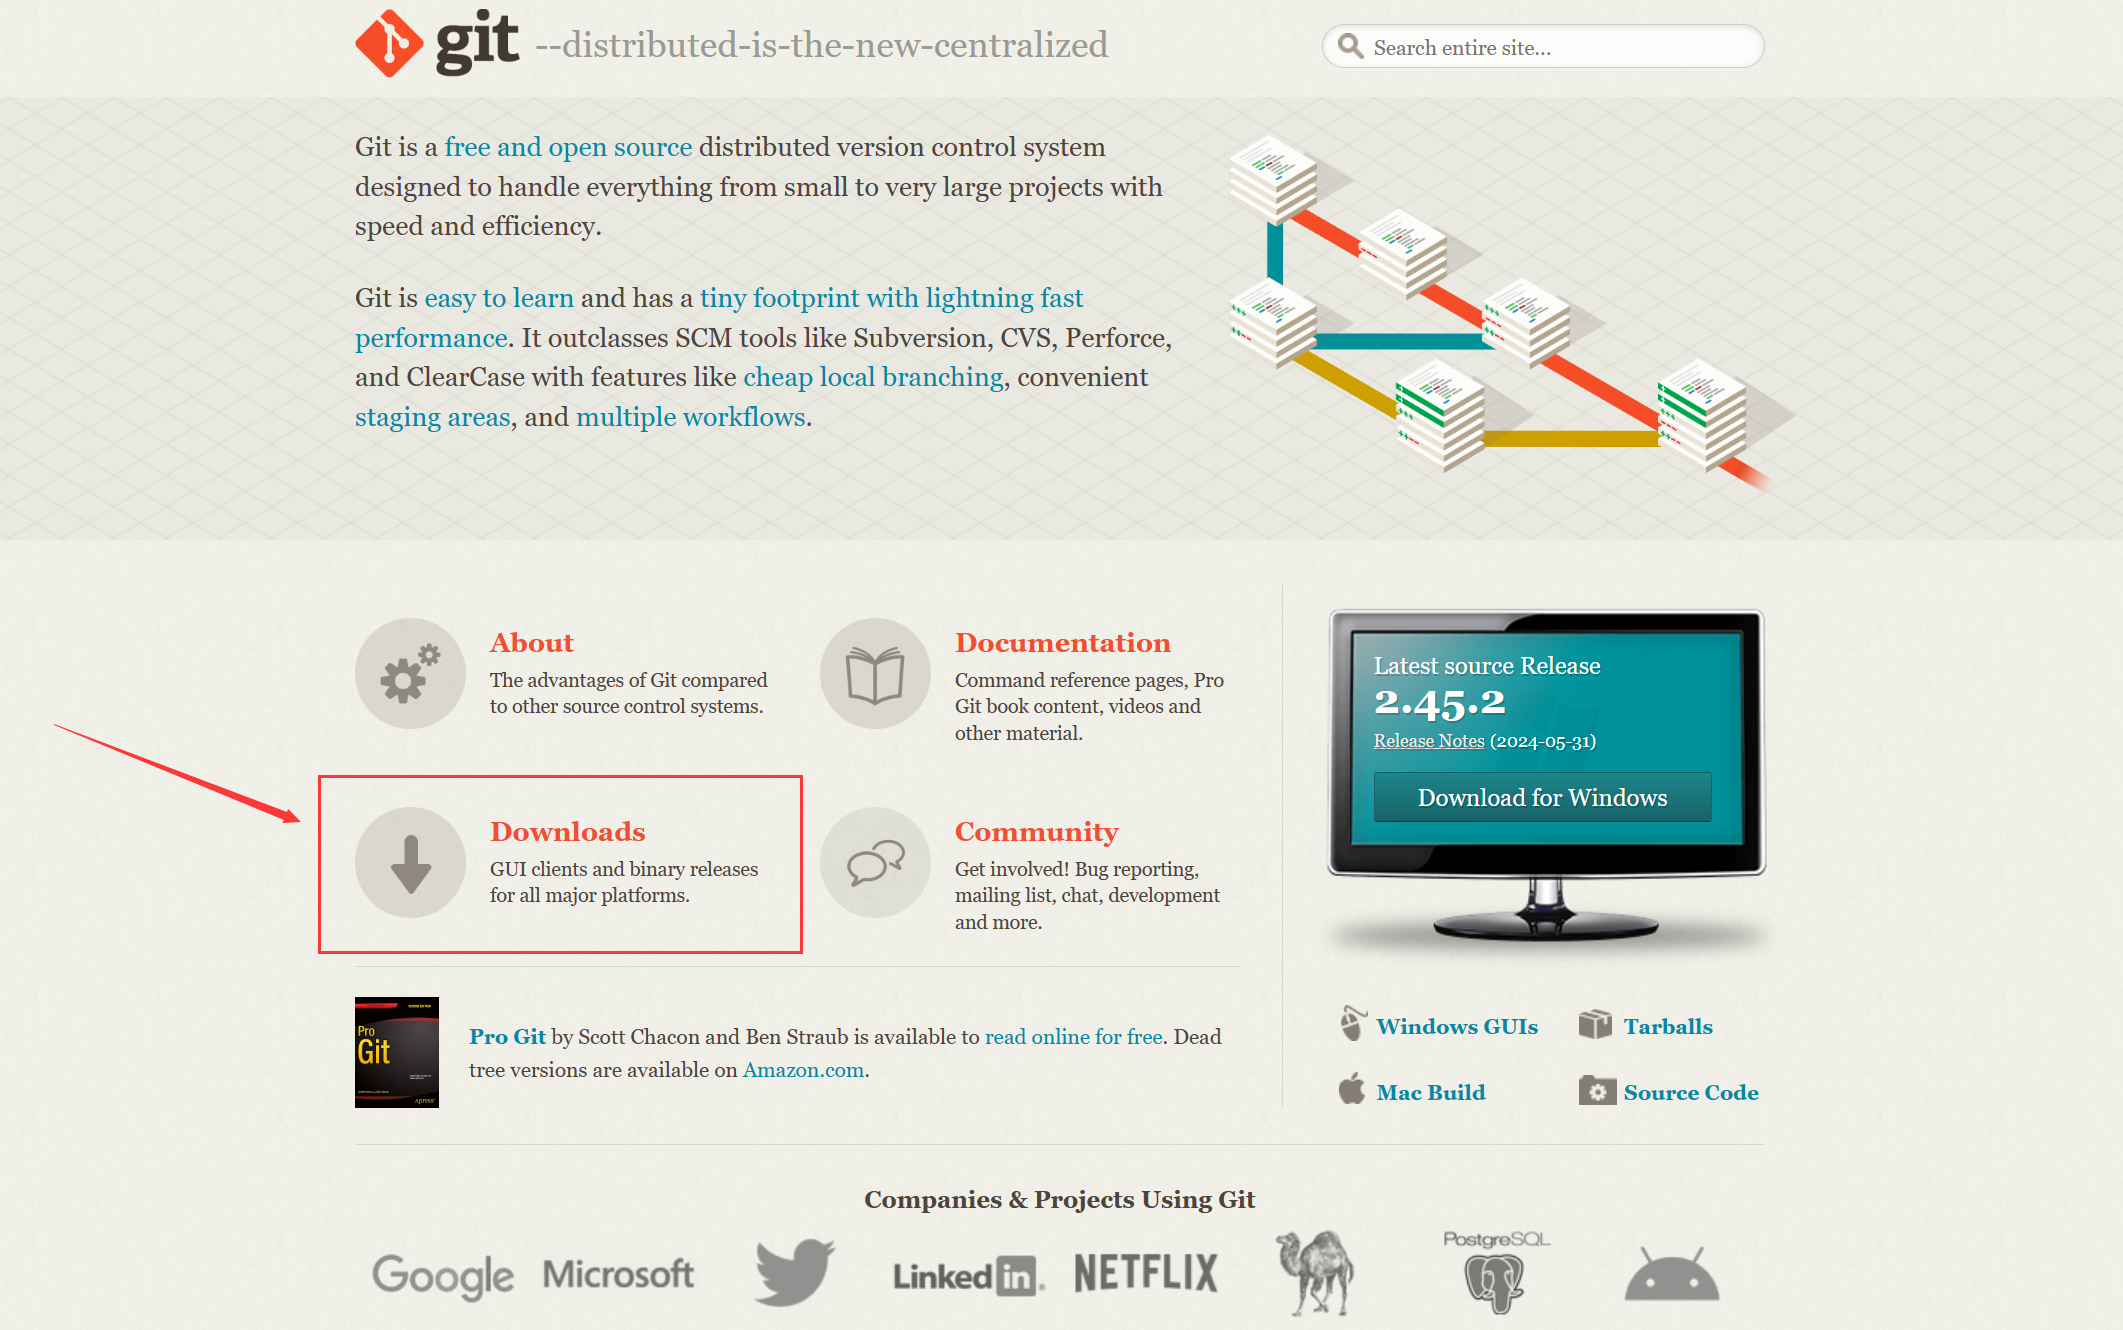 git --distributed-is-the-new-centralized
Search entire site...
Git is a free and open source distributed version control system
designed to handle everything from small to very large projects with
speed and efficiency.
Git is easy to learn and has a tiny footprint with lightning fast
performance. It outclasses SCM tools like Subversion, CVS, Perforce,
and ClearCase with features like cheap local branching, convenient
staging areas, and multiple workflows.
About
The advantages of Git compared
to other source control systems.
Documentation
Command reference pages, Pro
Git book content, videos and
other material.
Downloads
GUI clients and binary releases
for all major platforms.
Community
Get involved! Bug reporting,
mailing list, chat, development
and more.
Pro
Git
Apress
Pro Git by Scott Chacon and Ben Straub is available to read online for free. Dead
tree versions are available on Amazon.com.
Latest source Release
2.45.2
Release Notes (2024-05-31)
Download for Windows
Windows GUIs
Tarballs
Mac Build
Source Code
Companies & Projects Using Git
Google
Microsoft
Linked in
NETFLIX
PostgreSQL